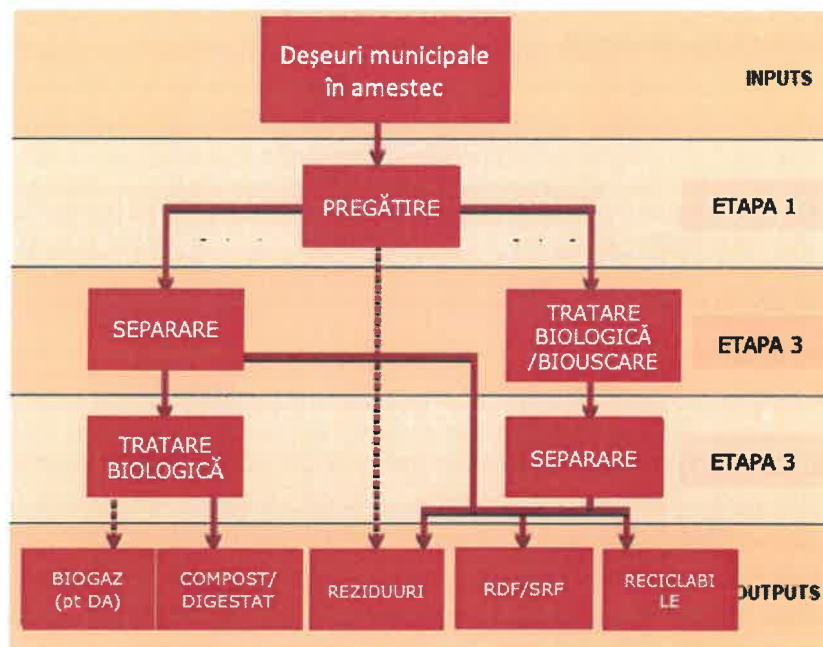 Deșeuri municipale
în amestec
INPUTS
PREGĂTIRE
ETAPA 1
SEPARARE
TRATARE
BIOLOGICĂ
/BIOUSCARE
ETAPA 3
TRATARE
BIOLOGICĂ
SEPARARE
ETAPA 3
BIOGAZ
(pt DA)
COMPOST/
DIGESTAT
REZIDUURI
RDF/SRF
RECICLABI
LE
OUTPUTS